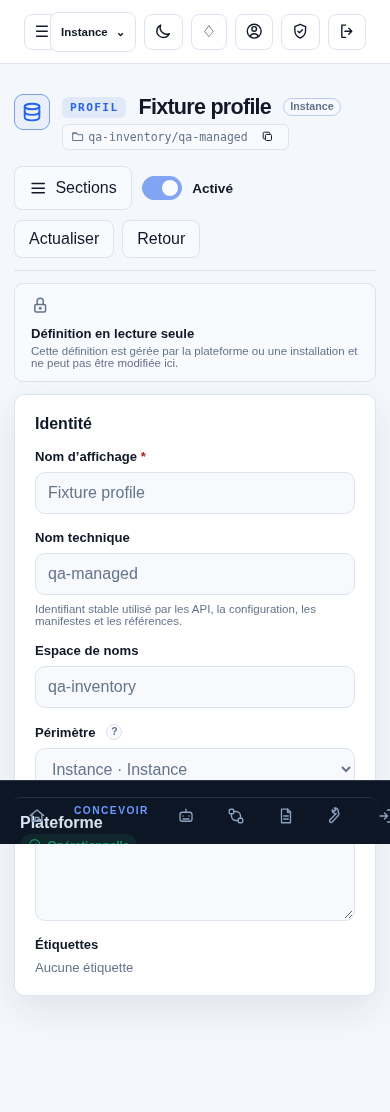 Instance
PROFIL Fixture profile Instance
qa-inventory/qa-managed
Sections Activé
Actualiser Retour
Définition en lecture seule
Cette définition est gérée par la plateforme ou une installation et
ne peut pas être modifiée ici.
Identité
Nom d’affichage *
Fixture profile
Nom technique
qa-managed
Identifiant stable utilisé par les API, la configuration, les
manifestes et les références.
Espace de noms
qa-inventory
Périmètre ?
Instance · Instance
CONCEVOIR
Plateforme
Opérationnelle
Étiquettes
Aucune étiquette